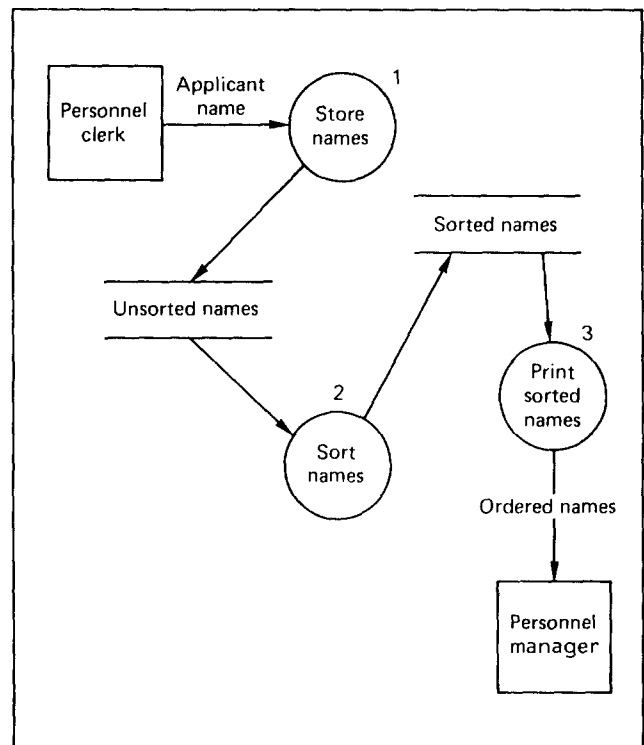 Personnel
clerk
Applicant
name
1
Store
names
Unsorted names
2
Sort
names
Sorted names
3
Print
sorted
names
Ordered names
Personnel
manager